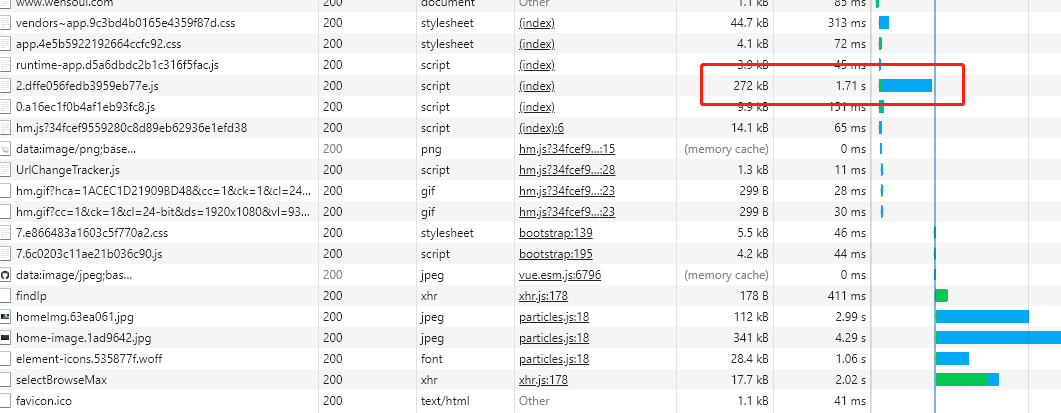 www.wensoul.com 200 document Other 1.1 kB 85 ms
vendors~app.9c3bd4b0165e4359f87d.css 200 stylesheet (index) 44.7 kB 313 ms
app.4e5b5922192664ccfc92.css 200 stylesheet (index) 4.1 kB 72 ms
runtime-app.d5a6dbdc2b1c316f5fac.js 200 script (index) 3.9 kB 45 ms
2.dffe056fedb3959eb77e.js 200 script (index) 272 kB 1.71 s
0.a16ec1f0b4af1eb93fc8.js 200 script (index) 9.9 kB 151 ms
hm.js?34fcef9559280c8d89eb62936e1efd38 200 script (index):6 14.1 kB 65 ms
data:image/png;base... 200 png hm.js?34fcef9...:15 (memory cache) 0 ms
UrlChangeTracker.js 200 script hm.js?34fcef9...:28 1.3 kB 11 ms
hm.gif?hca=1ACEC1D21909BD48&cc=1&ck=1&cl=24... 200 gif hm.js?34fcef9...:23 299 B 28 ms
hm.gif?cc=1&ck=1&cl=24-bit&ds=1920x1080&vl=93... 200 gif hm.js?34fcef9...:23 299 B 30 ms
7.e866483a1603c5f770a2.css 200 stylesheet bootstrap:139 5.5 kB 46 ms
7.6c0203c11ae21b036c90.js 200 script bootstrap:195 4.2 kB 44 ms
data:image/jpeg;bas... 200 jpeg vue.esm.js:6796 (memory cache) 0 ms
findIp 200 xhr xhr.js:178 178 B 411 ms
homeImg.63ea061.jpg 200 jpeg particles.js:18 112 kB 2.99 s
home-image.1ad9642.jpg 200 jpeg particles.js:18 341 kB 4.29 s
element-icons.535877f.woff 200 font particles.js:18 28.4 kB 1.06 s
selectBrowseMax 200 xhr xhr.js:178 17.7 kB 2.02 s
favicon.ico 200 text/html Other 1.1 kB 41 ms